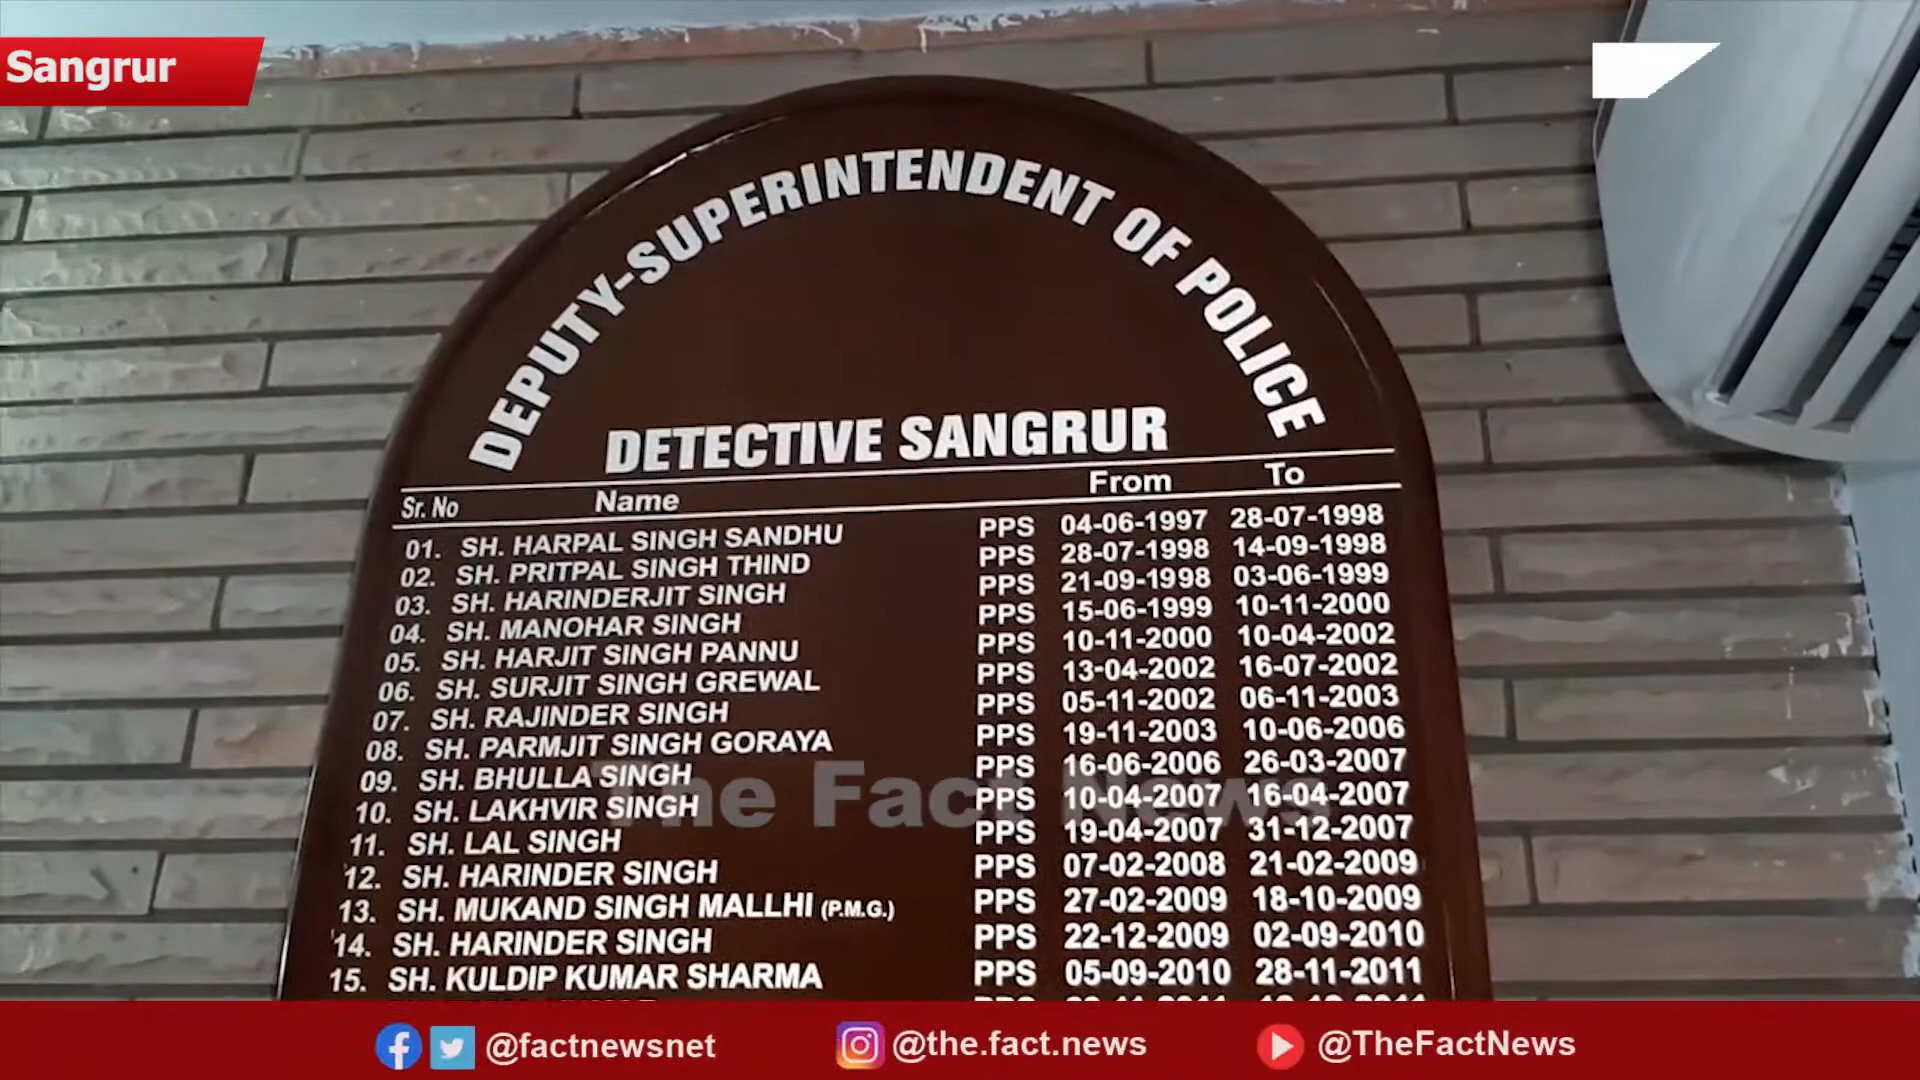 Sangrur
DEPUTY-SUPERINTENDENT OF POLICE
DETECTIVE SANGRUR
Sr. No Name From To
01. SH. HARPAL SINGH SANDHU PPS 04-06-1997 28-07-1998
02. SH. PRITPAL SINGH THIND PPS 28-07-1998 14-09-1998
03. SH. HARINDERJIT SINGH PPS 21-09-1998 03-06-1999
04. SH. MANOHAR SINGH PPS 15-06-1999 10-11-2000
05. SH. HARJIT SINGH PANNU PPS 10-11-2000 10-04-2002
06. SH. SURJIT SINGH GREWAL PPS 13-04-2002 16-07-2002
07. SH. RAJINDER SINGH PPS 05-11-2002 06-11-2003
08. SH. PARMJIT SINGH GORAYA PPS 19-11-2003 10-06-2006
09. SH. BHULLA SINGH PPS 16-06-2006 26-03-2007
10. SH. LAKHVIR SINGH PPS 10-04-2007 16-04-2007
11. SH. LAL SINGH PPS 19-04-2007 31-12-2007
12. SH. HARINDER SINGH PPS 07-02-2008 21-02-2009
13. SH. MUKAND SINGH MALLHI (P.M.G.) PPS 27-02-2009 18-10-2009
14. SH. HARINDER SINGH PPS 22-12-2009 02-09-2010
15. SH. KULDIP KUMAR SHARMA PPS 05-09-2010 28-11-2011
The Fact News
@factnewsnet @the.fact.news @TheFactNews